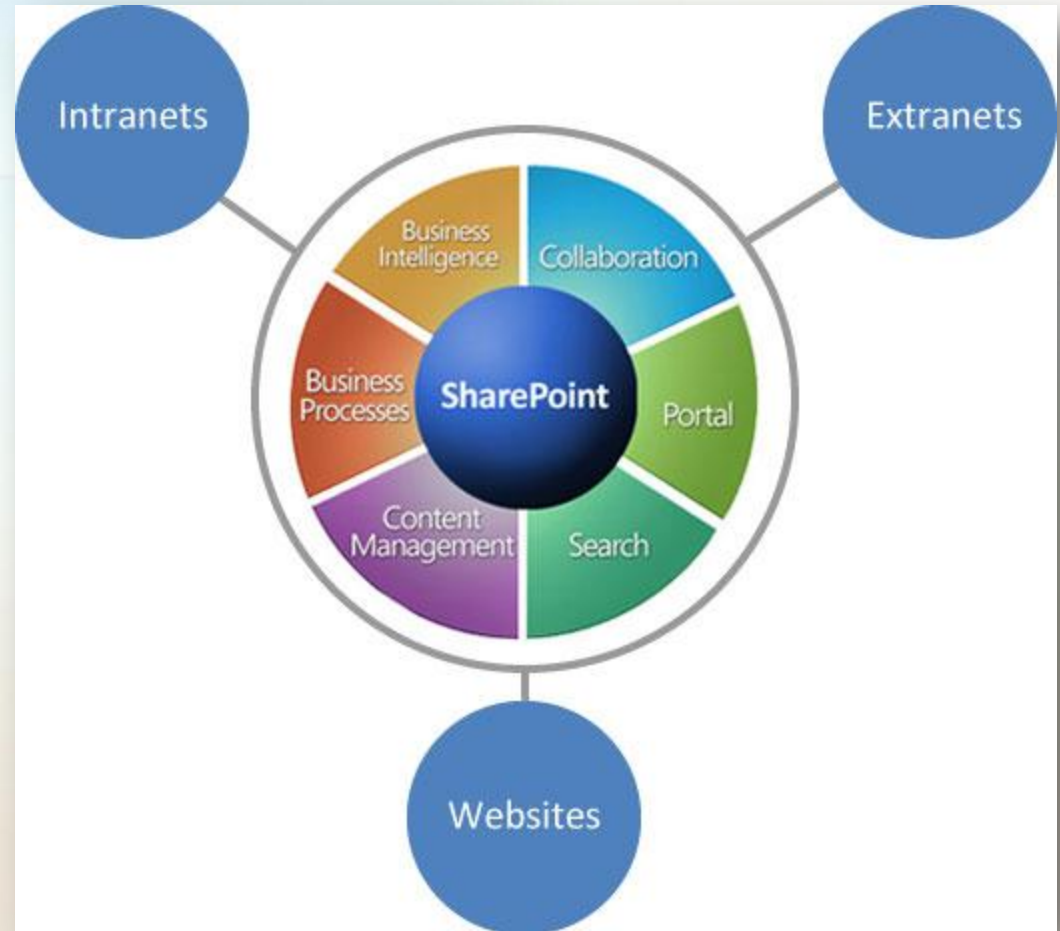 Intranets
Extranets
Business
Intelligence
Collaboration
Business
Processes
SharePoint
Portal
Content
Management
Search
Websites